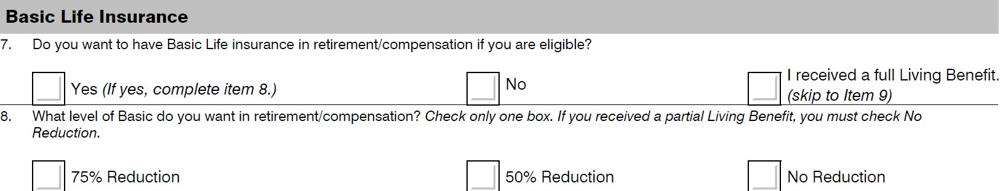 Basic Life Insurance
7. Do you want to have Basic Life insurance in retirement/compensation if you are eligible?
Yes (If yes, complete item 8.)
No
I received a full Living Benefit.
(skip to Item 9)
8. What level of Basic do you want in retirement/compensation? Check only one box. If you received a partial Living Benefit, you must check No
Reduction.
75% Reduction
50% Reduction
No Reduction